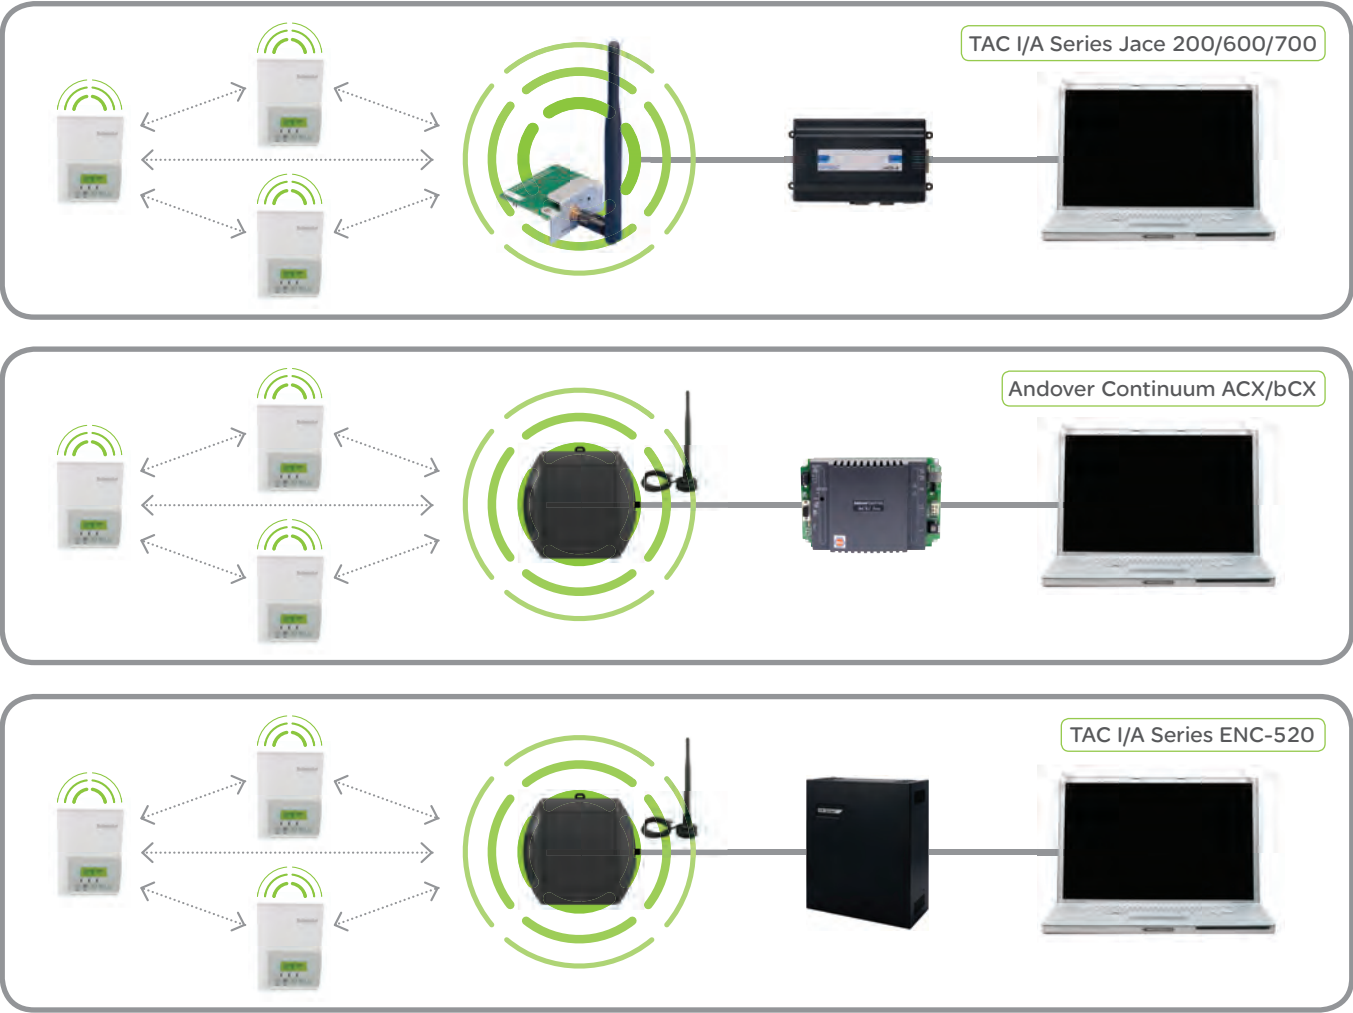 TAC I/A Series Jace 200/600/700
Andover Continuum ACX/bCX
TAC I/A Series ENC-520